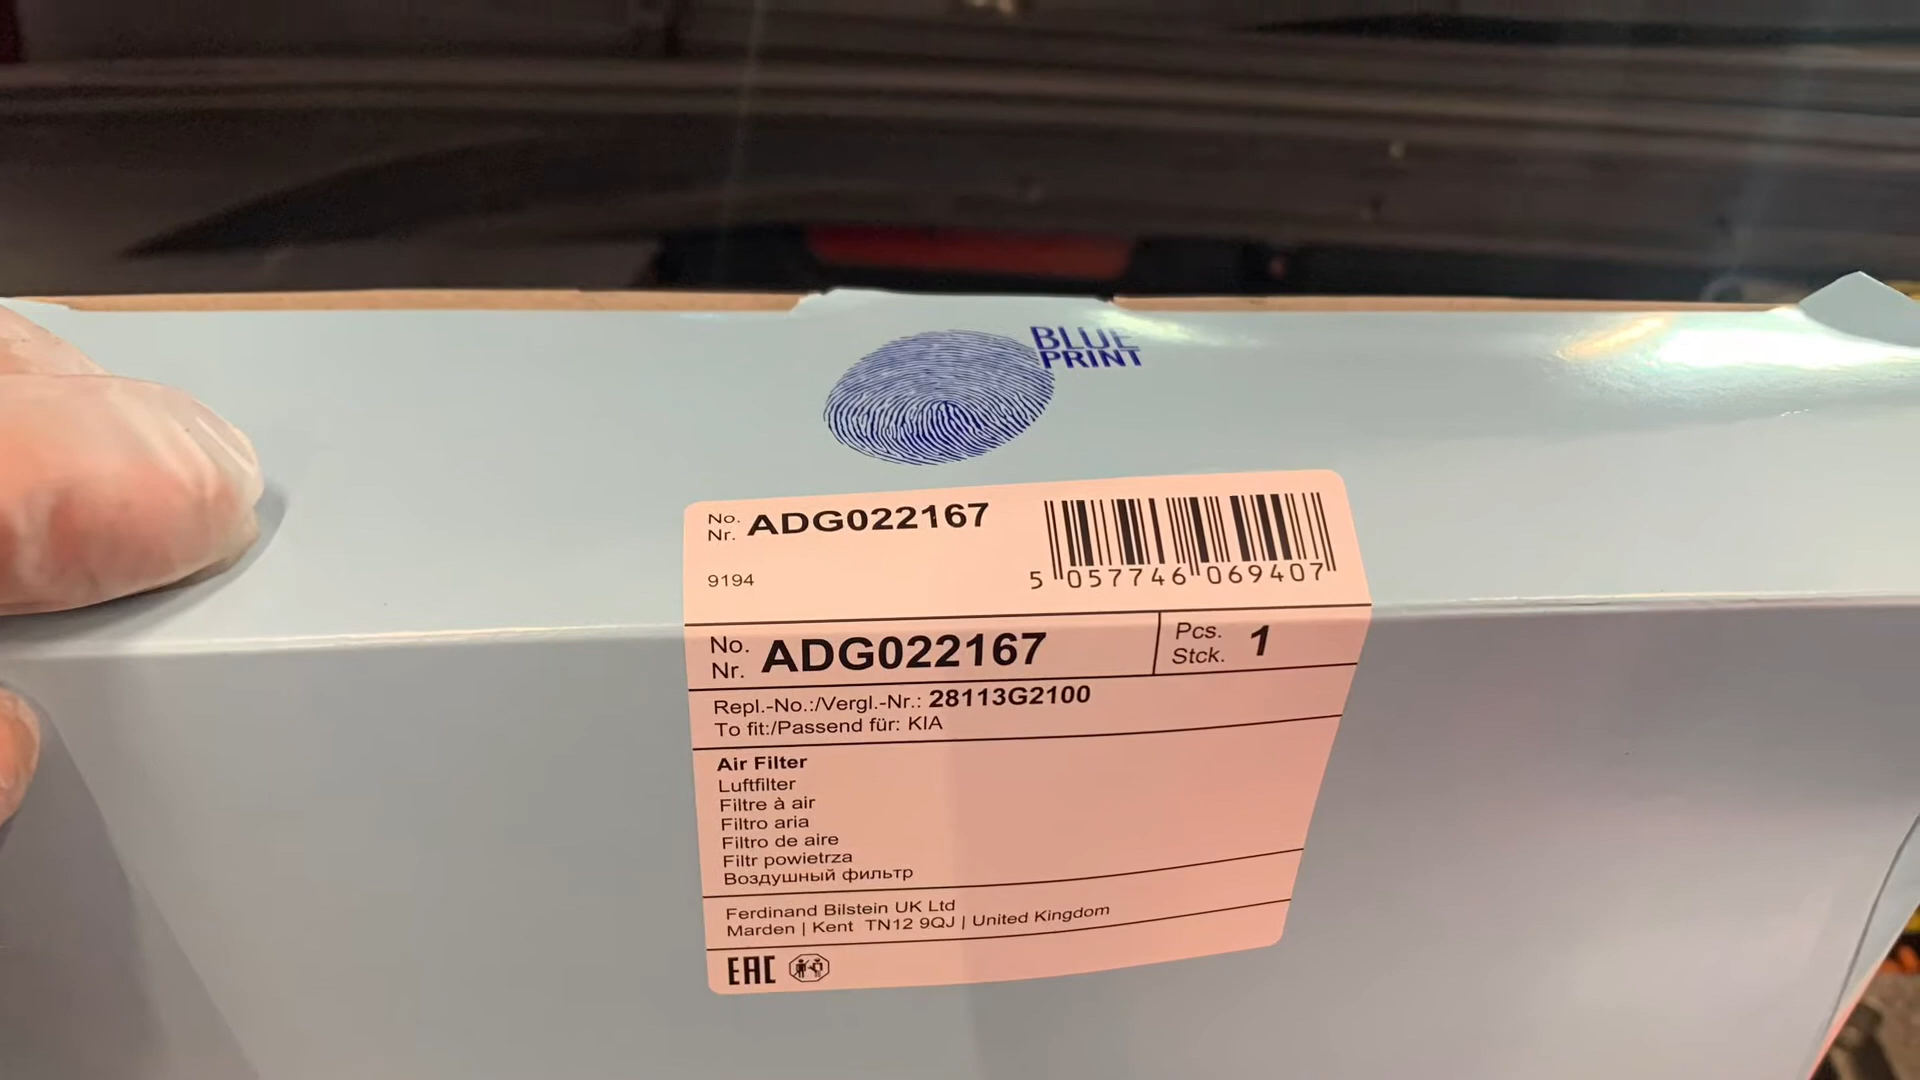 BLUE
PRINT
No.
Nr. ADG022167
9194
5 057746 069407
No.
Nr. ADG022167
Pcs.
Stck. 1
Repl.-No.:/Vergl.-Nr.: 28113G2100
To fit:/Passend für: KIA
Air Filter
Luftfilter
Filtre à air
Filtro aria
Filtro de aire
Filtr powietrza
Воздушный фильтр
Ferdinand Bilstein UK Ltd
Marden | Kent TN12 9QJ | United Kingdom
EAC